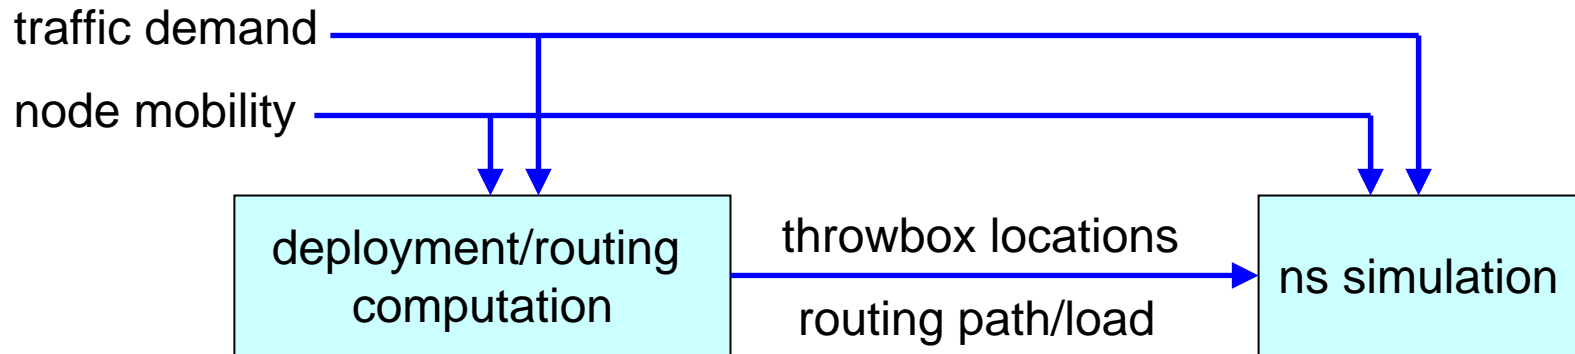 traffic demand
node mobility
deployment/routing
computation
throwbox locations
routing path/load
ns simulation